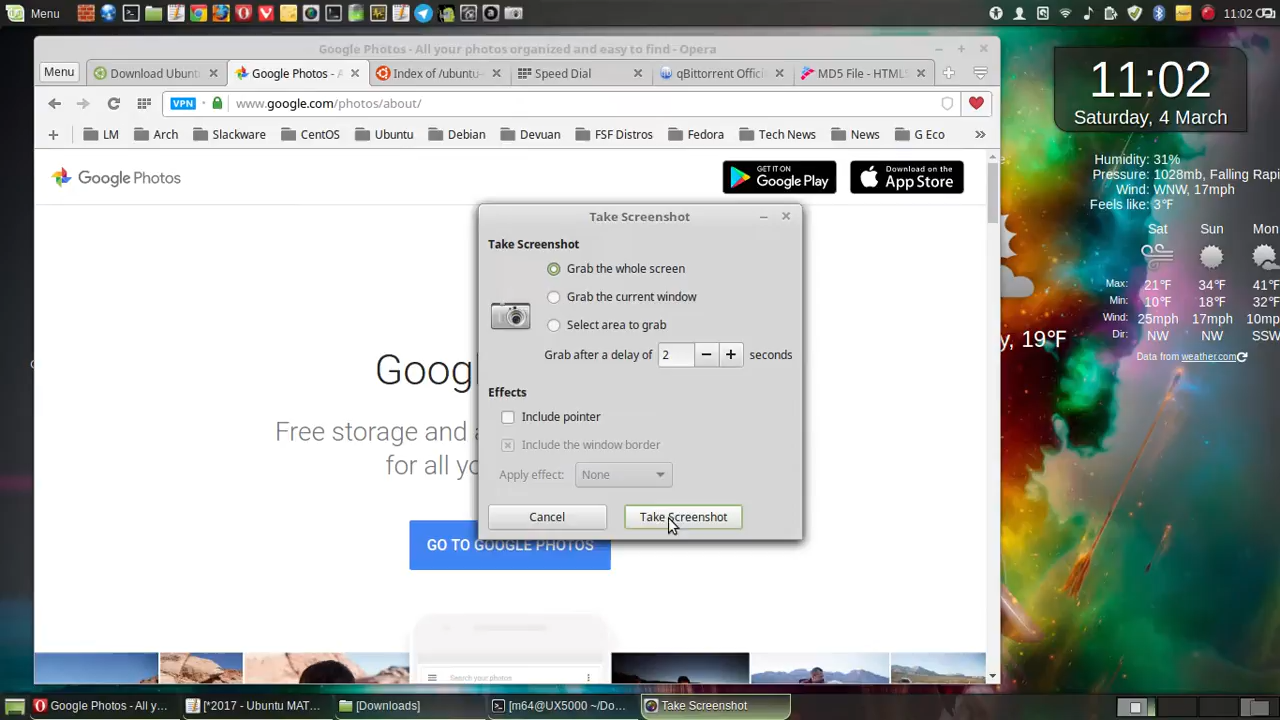 Menu
11:02
Google Photos - All your photos organized and easy to find - Opera
Menu
Download Ubunt
Google Photos - A
Index of /ubuntu-
Speed Dial
qBittorrent Offici
MD5 File - HTML5
VPN
www.google.com/photos/about/
LM
Arch
Slackware
CentOS
Ubuntu
Debian
Devuan
FSF Distros
Fedora
Tech News
News
G Eco
»
Google Photos
GET IT ON
Google Play
Download on the
App Store
Goog
Free storage and a
for all yo
GO TO GOOGLE PHOTOS
Search your photos
Take Screenshot
Take Screenshot
Grab the whole screen
Grab the current window
Select area to grab
Grab after a delay of 2 seconds
Effects
Include pointer
Include the window border
Apply effect: None
Cancel
Take Screenshot
11:02
Saturday, 4 March
Humidity: 31%
Pressure: 1028mb, Falling Rapi
Wind: WNW, 17mph
Feels like: 3°F
Sat Sun Mon
Max: 21°F 34°F 41°F
Min: 10°F 18°F 32°F
Wind: 25mph 17mph 10mp
Dir: NW NW SSW
y, 19°F
Data from weather.com
Google Photos - All y...
[*2017 - Ubuntu MAT...
[Downloads]
[m64@UX5000 ~/Do...
Take Screenshot